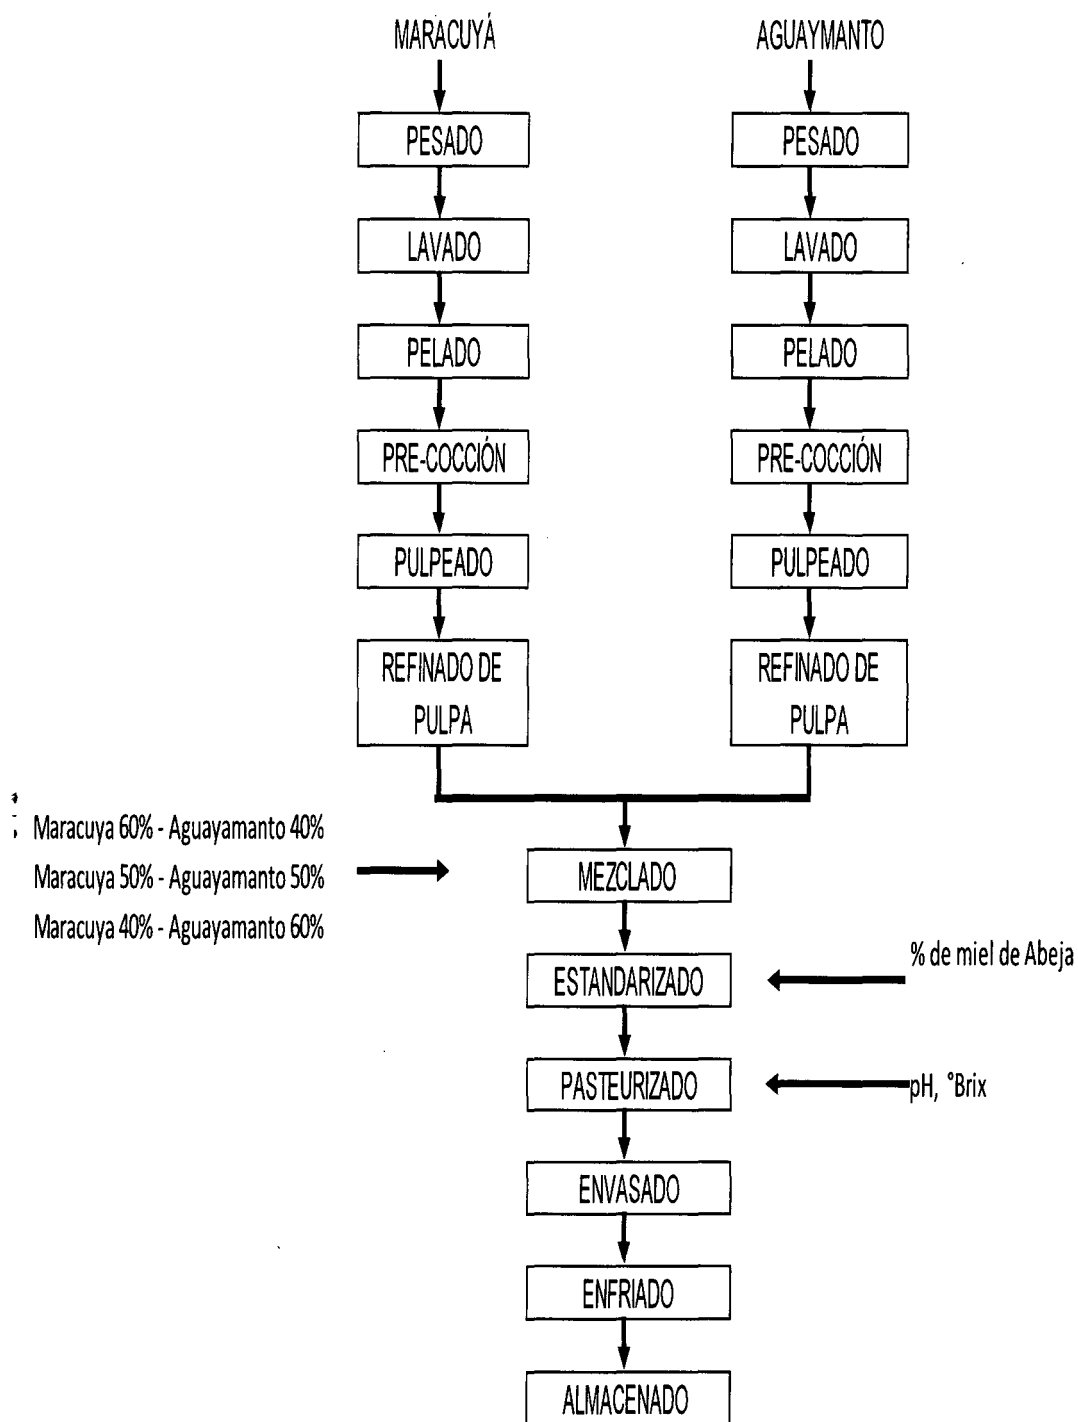 MARACUYÁ
PESADO
LAVADO
PELADO
PRE-COCCIÓN
PULPEADO
REFINADO DE
PULPA
AGUAYMANTO
PESADO
LAVADO
PELADO
PRE-COCCIÓN
PULPEADO
REFINADO DE
PULPA
Maracuya 60% - Aguayamanto 40%
Maracuya 50% - Aguayamanto 50%
Maracuya 40% - Aguayamanto 60%
MEZCLADO
ESTANDARIZADO
% de miel de Abeja
PASTEURIZADO
pH, °Brix
ENVASADO
ENFRIADO
ALMACENADO